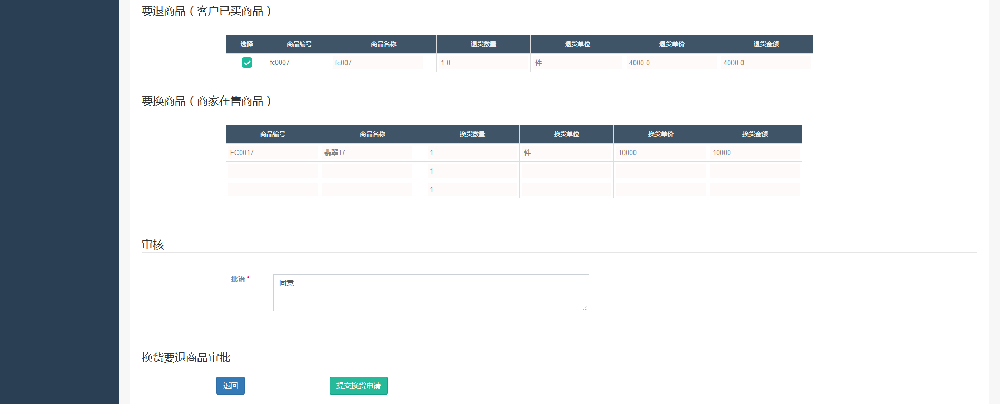 要退商品（客户已买商品）
选择 商品编号 商品名称 退货数量 退货单位 退货单价 退货金额
fc0007 fc007 1.0 件 4000.0 4000.0
要换商品（商家在售商品）
商品编号 商品名称 换货数量 换货单位 换货单价 换货金额
FC0017 翡翠17 1 件 10000 10000
1
1
审核
批语 * 同意
换货要退商品审批
返回 提交换货申请